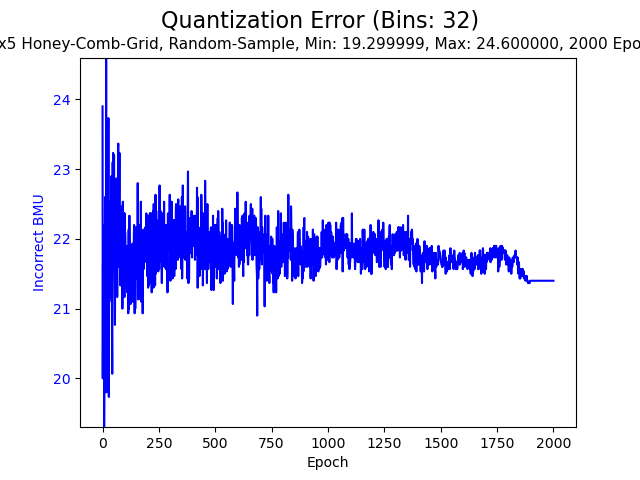 Quantization Error (Bins: 32)
x5 Honey-Comb-Grid, Random-Sample, Min: 19.299999, Max: 24.600000, 2000 Epo
24
23
22
21
20
Incorrect BMU
0 250 500 750 1000 1250 1500 1750 2000
Epoch